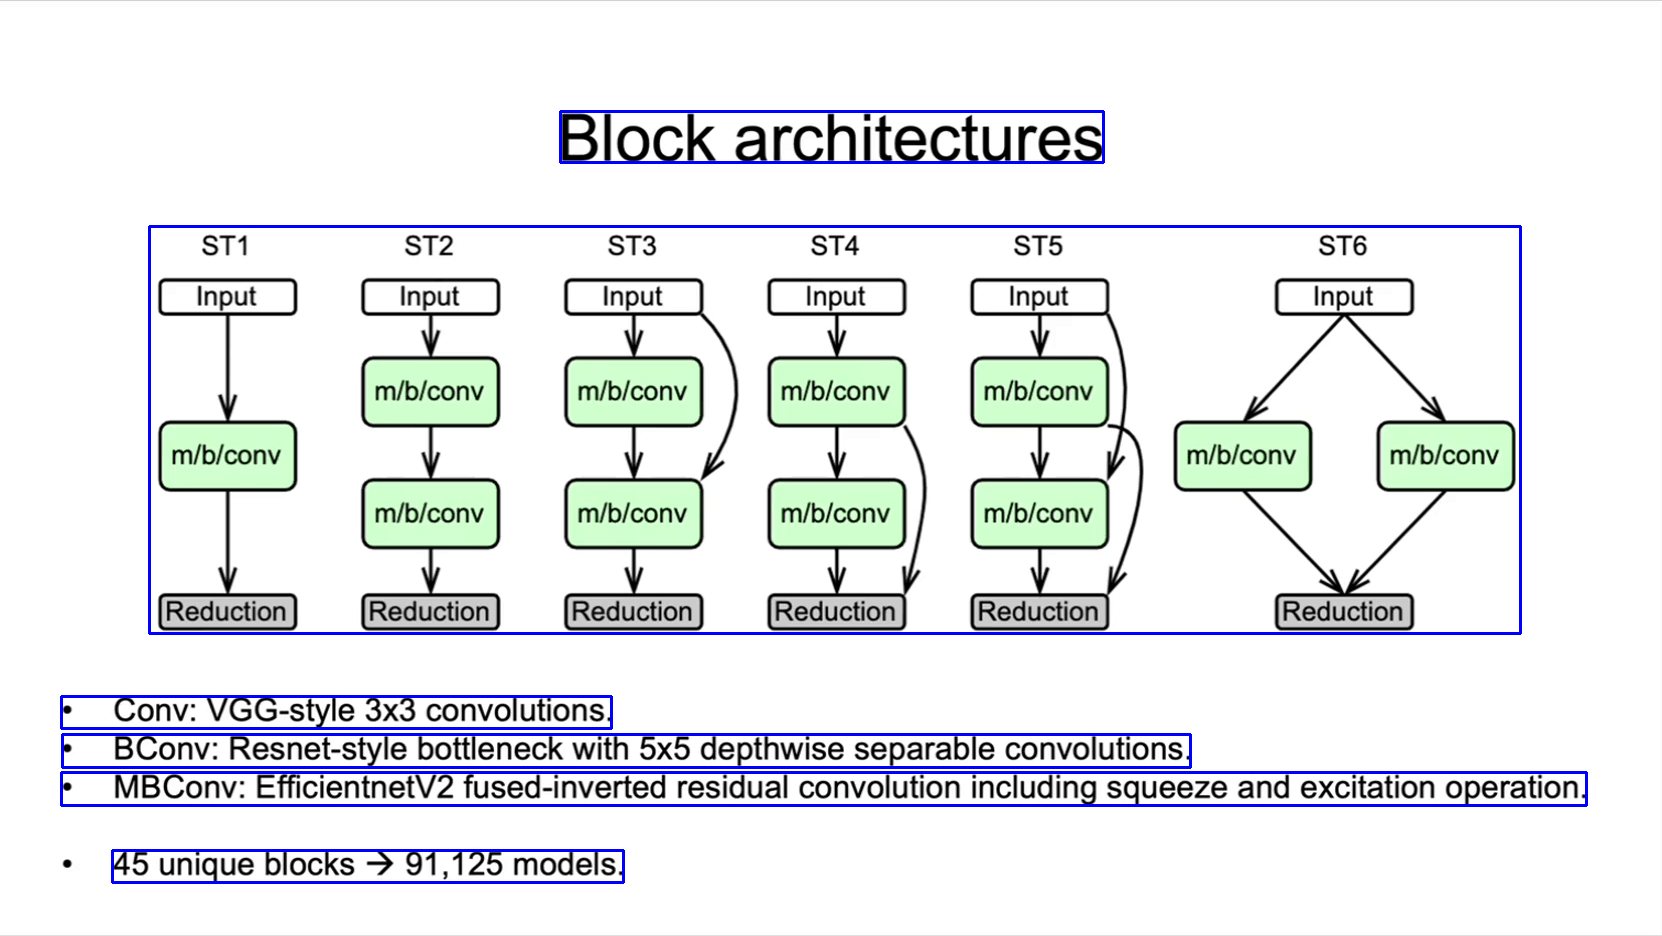 Block architectures
ST1 ST2 ST3 ST4 ST5 ST6
Input Input Input Input Input Input
m/b/conv m/b/conv m/b/conv m/b/conv
m/b/conv m/b/conv m/b/conv
m/b/conv m/b/conv m/b/conv m/b/conv
Reduction Reduction Reduction Reduction Reduction Reduction
• Conv: VGG-style 3x3 convolutions.
• BConv: Resnet-style bottleneck with 5x5 depthwise separable convolutions.
• MBConv: EfficientnetV2 fused-inverted residual convolution including squeeze and excitation operation.
• 45 unique blocks → 91,125 models.